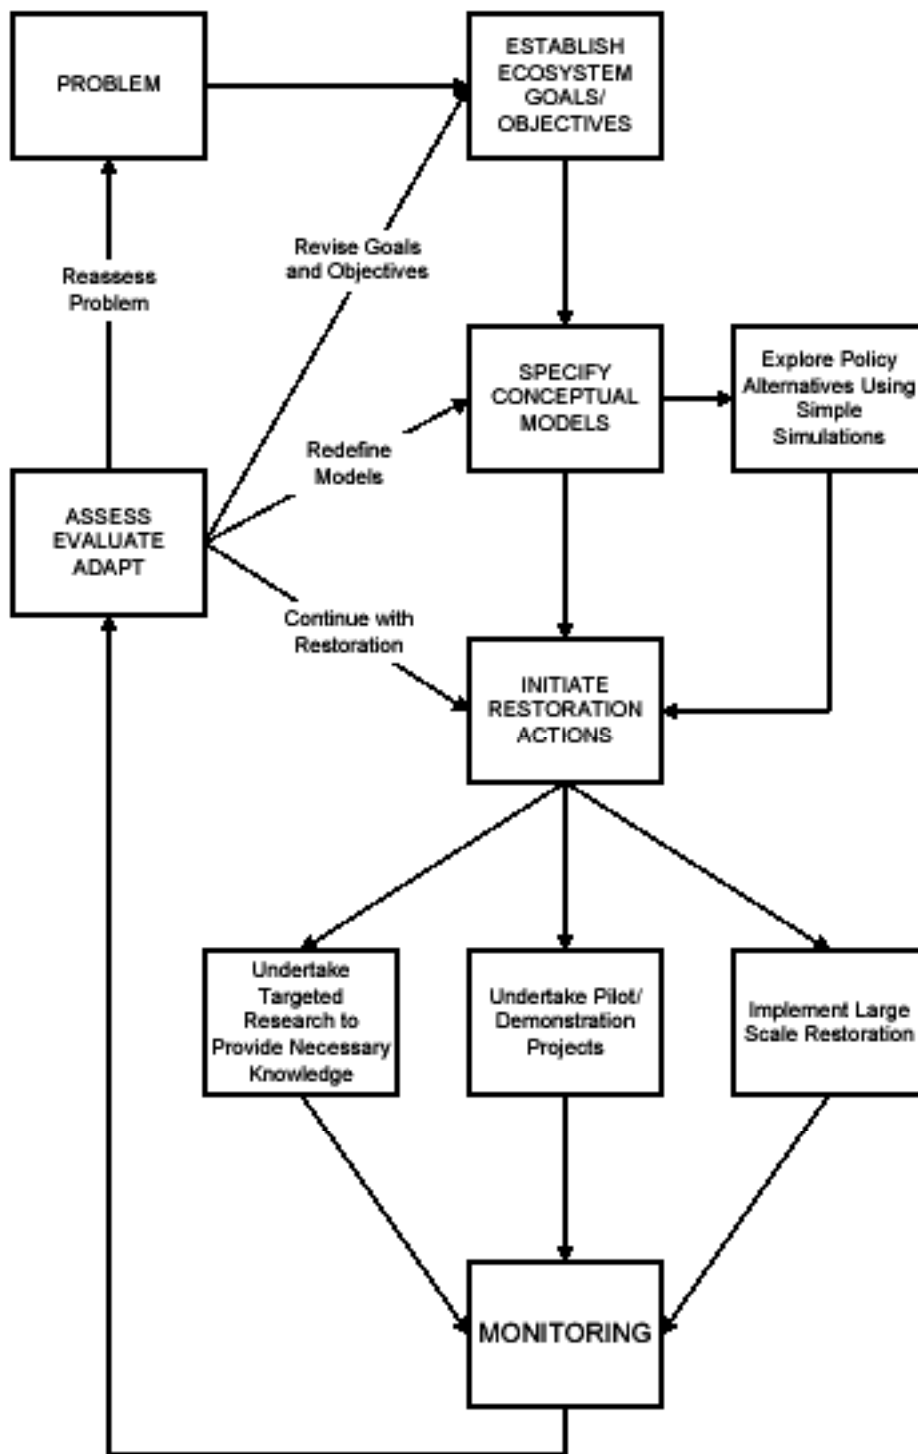 PROBLEM
ESTABLISH
ECOSYSTEM
GOALS/
OBJECTIVES
Revise Goals
and Objectives
Reassess
Problem
SPECIFY
CONCEPTUAL
MODELS
Explore Policy
Alternatives Using
Simple
Simulations
Redefine
Models
ASSESS
EVALUATE
ADAPT
Continue with
Restoration
INITIATE
RESTORATION
ACTIONS
Undertake
Targeted
Research to
Provide Necessary
Knowledge
Undertake Pilot/
Demonstration
Projects
Implement Large
Scale Restoration
MONITORING